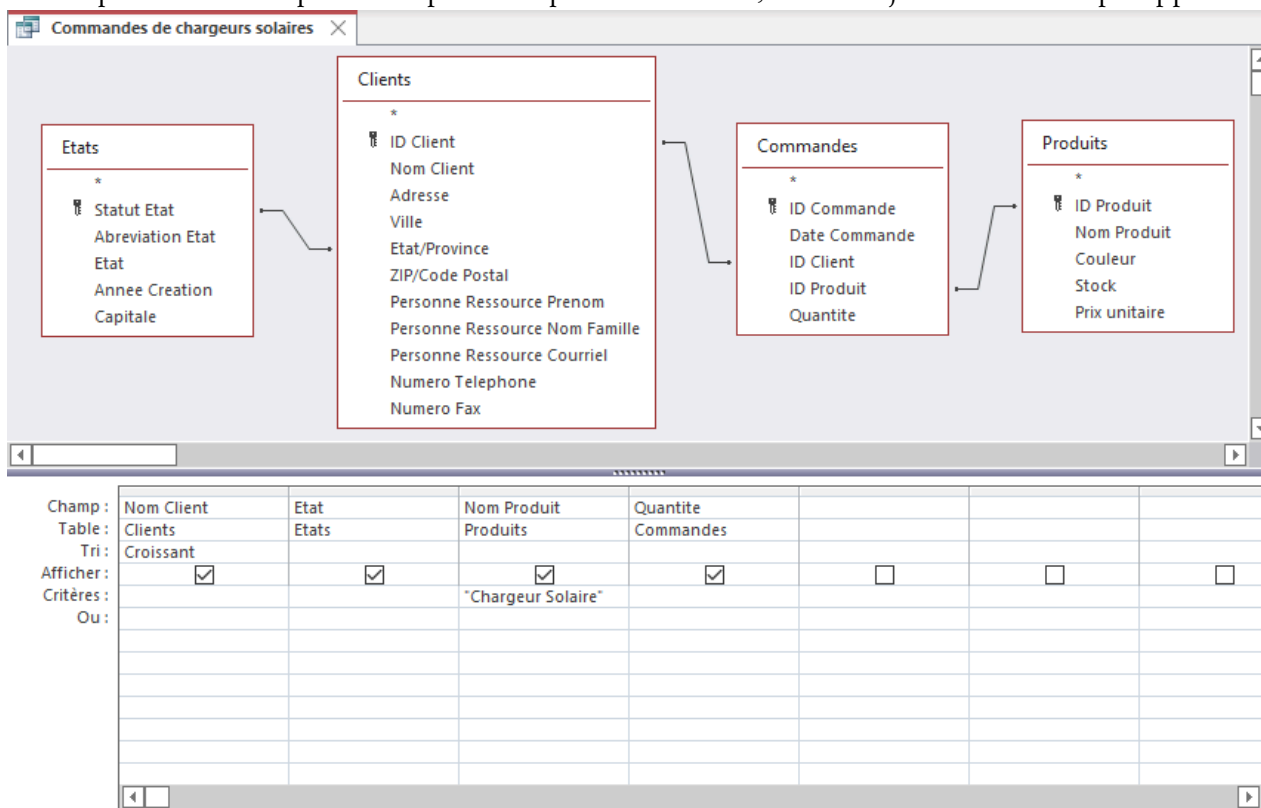 Commandes de chargeurs solaires
Clients
*
ID Client
Nom Client
Adresse
Ville
Etat/Province
ZIP/Code Postal
Personne Ressource Prenom
Personne Ressource Nom Famille
Personne Ressource Courriel
Numero Telephone
Numero Fax
Etats
*
Statut Etat
Abreviation Etat
Etat
Annee Creation
Capitale
Commandes
*
ID Commande
Date Commande
ID Client
ID Produit
Quantite
Produits
*
ID Produit
Nom Produit
Couleur
Stock
Prix unitaire
Champ : Nom Client Etat Nom Produit Quantite
Table : Clients Etats Produits Commandes
Tri : Croissant
Afficher :
Critères : "Chargeur Solaire"
Ou :